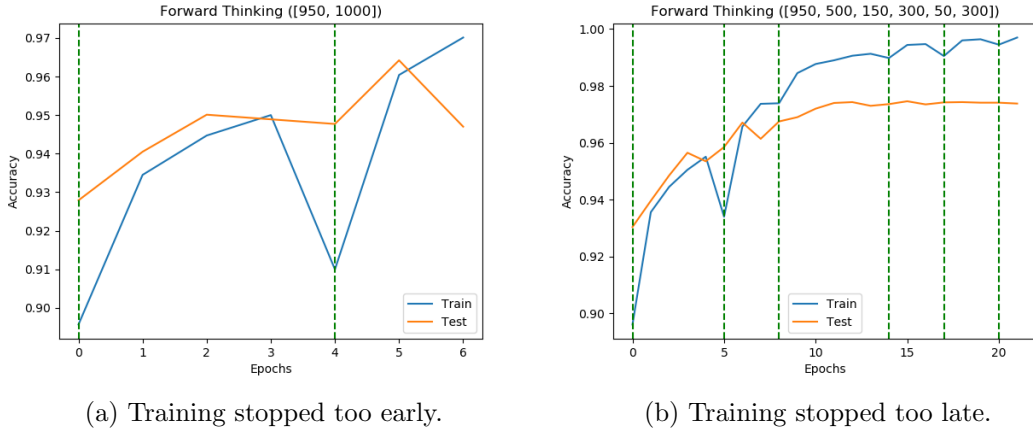 Forward Thinking ([950, 1000])
0.97
0.96
0.95
0.94
0.93
0.92
0.91
0.90
Accuracy
0 1 2 3 4 5 6
Epochs
Train
Test
(a) Training stopped too early.
Forward Thinking ([950, 500, 150, 300, 50, 300])
1.00
0.98
0.96
0.94
0.92
0.90
Accuracy
0 5 10 15 20
Epochs
Train
Test
(b) Training stopped too late.